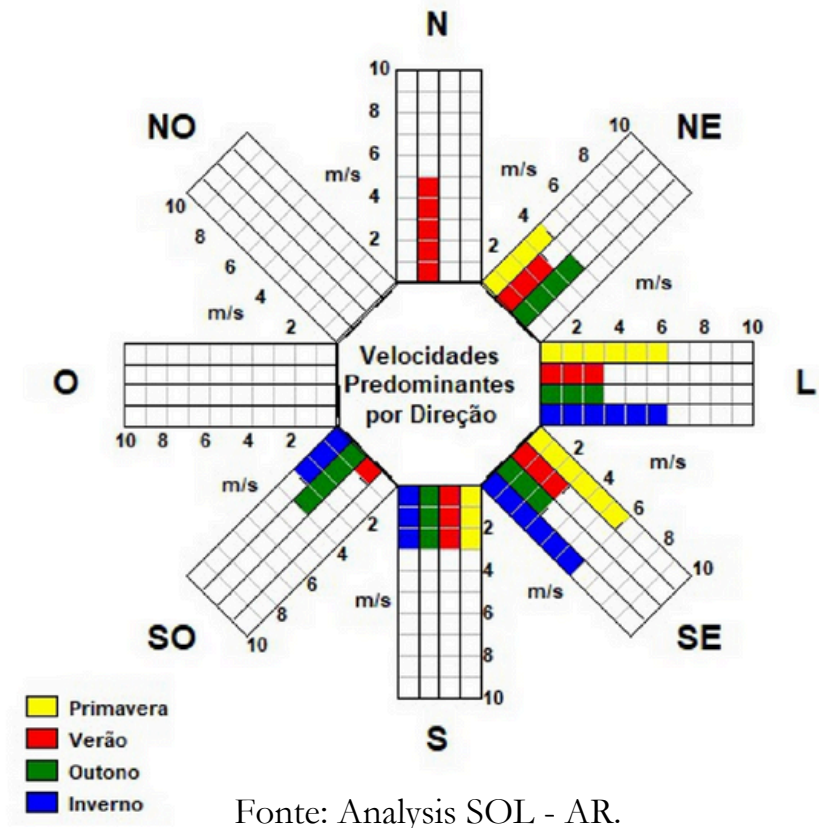 N
10
8
6
4
2
m/s
NO
10
8
6
4
2
m/s
NE
10
8
6
4
2
m/s
m/s
O
10 8 6 4 2
Velocidades
Predominantes
por Direção
2 4 6 8 10
L
m/s
m/s
2
4
6
8
10
SO
m/s
2
4
6
8
10
S
m/s
2
4
6
8
10
SE
m/s
Primavera
Verão
Outono
Inverno
Fonte: Analysis SOL - AR.